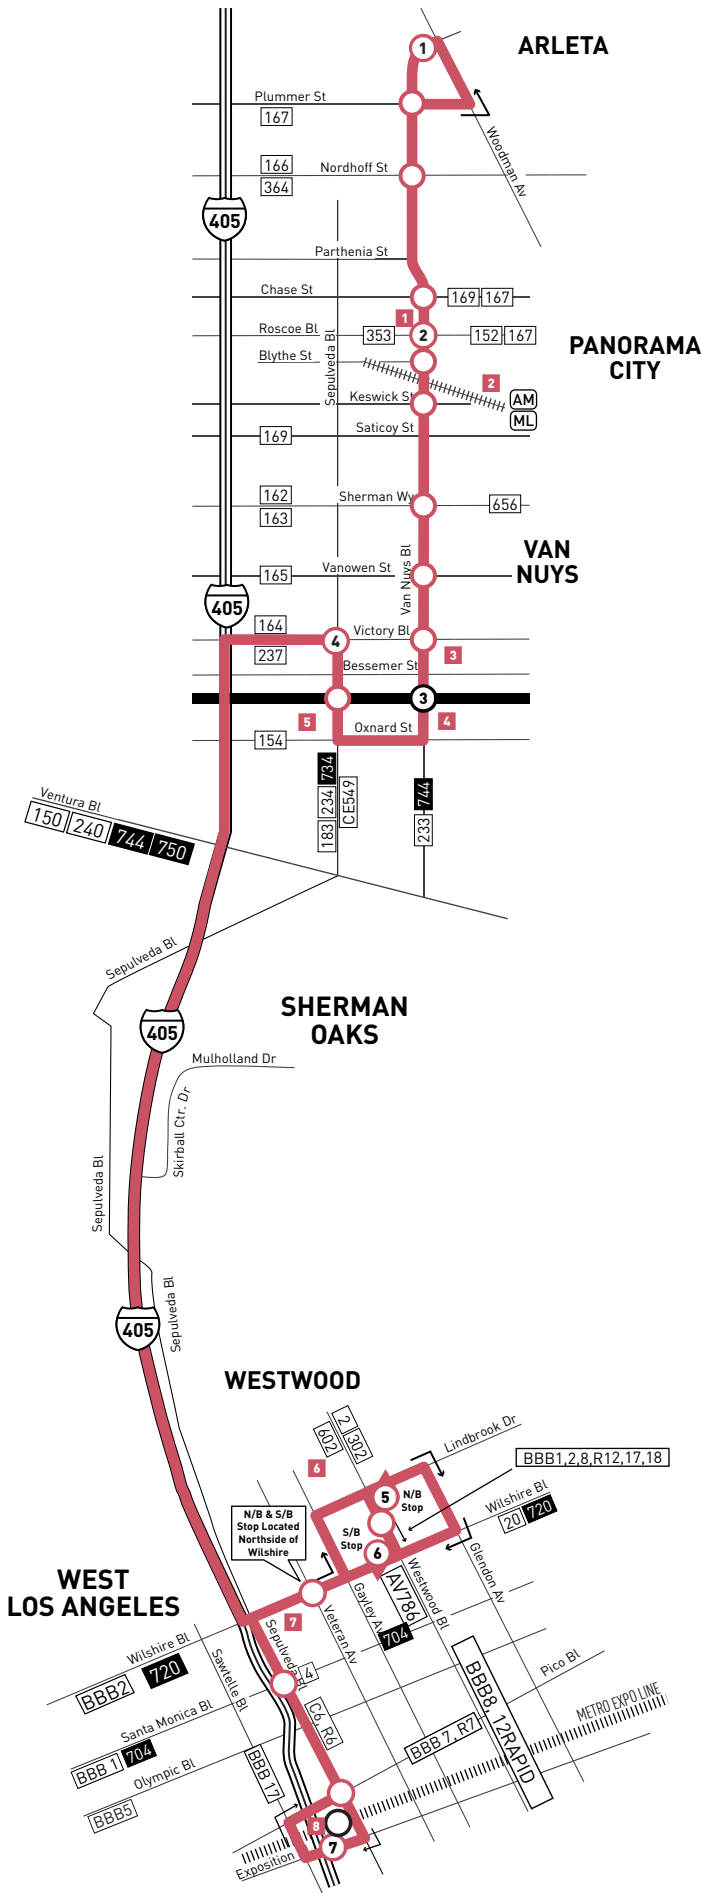 1
ARLETA
Plummer St
167
Woodman Av
166
Nordhoff St
364
405
Parthenia St
Chase St
169 167
1
Roscoe Bl
353
2
152 167
Sepulveda Bl
Blythe St
PANORAMA
CITY
2
Keswick St
AM
ML
Saticoy St
169
162
Sherman Wy
656
163
Van Nuys Bl
VAN
NUYS
Vanowen St
165
405
164
4
Victory Bl
237
3
Bessemer St
3
5
4
Oxnard St
154
183 234 734
CE549
233 744
Ventura Bl
150 240 744 750
Sepulveda Bl
SHERMAN
OAKS
405
Mulholland Dr
Skirball Ctr. Dr
Sepulveda Bl
Sepulveda Bl
405
WESTWOOD
2 302
602
Lindbrook Dr
6
BBB1,2,8,R12,17,18
5
N/B
Stop
Wilshire Bl
20 720
N/B & S/B
Stop Located
Northside of
Wilshire
S/B
Stop
6
WEST
LOS ANGELES
7
AV786
Westwood Bl
Glendon Av
Gayley Av
Veteran Av
704
Sepulveda Bl
4
Wilshire Bl
BBB2
720
Sawtelle Bl
Santa Monica Bl
BBB 1 704
C6, R6
Pico Bl
BBB 7, R7
BBB8, 12RAPID
METRO EXPO LINE
Olympic Bl
BBB5
BBB 17
8
7
Exposition